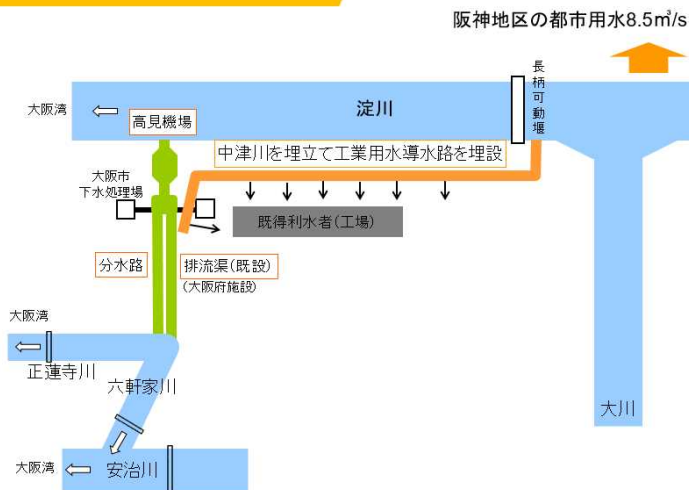 阪神地区の都市用水8.5㎥/s
長柄可動堰
大阪湾
淀川
高見機場
中津川を埋立て工業用水導水路を埋設
大阪市
下水処理場
既得利水者(工場)
分水路
排流渠(既設)
(大阪府施設)
大阪湾
正蓮寺川
六軒家川
大川
大阪湾
安治川